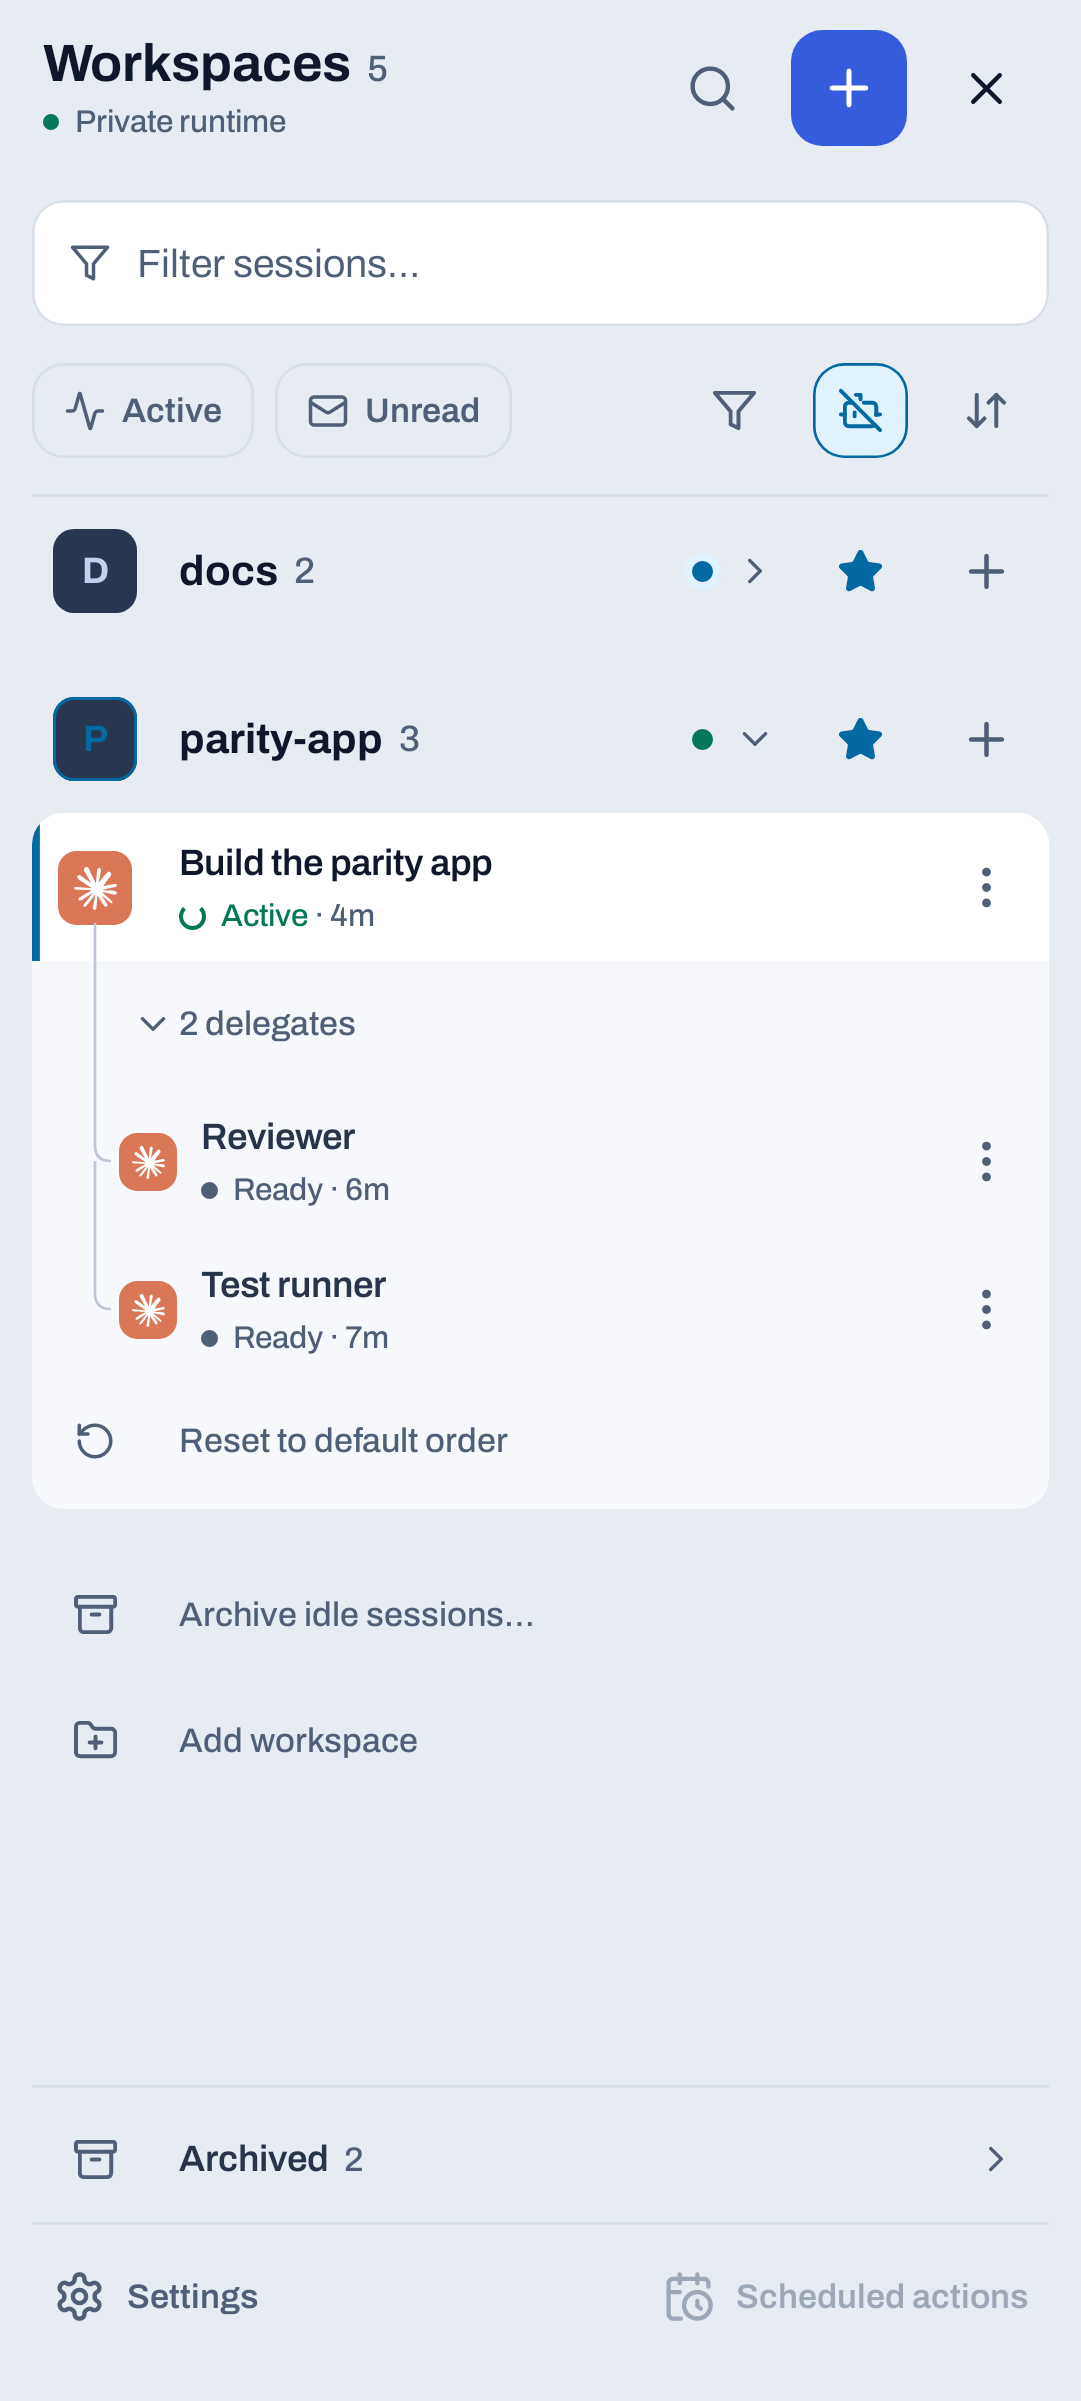 Workspaces 5
Private runtime
Filter sessions...
Active
Unread
D
docs 2
P
parity-app 3
Build the parity app
Active · 4m
2 delegates
Reviewer
Ready · 6m
Test runner
Ready · 7m
Reset to default order
Archive idle sessions...
Add workspace
Archived 2
Settings
Scheduled actions